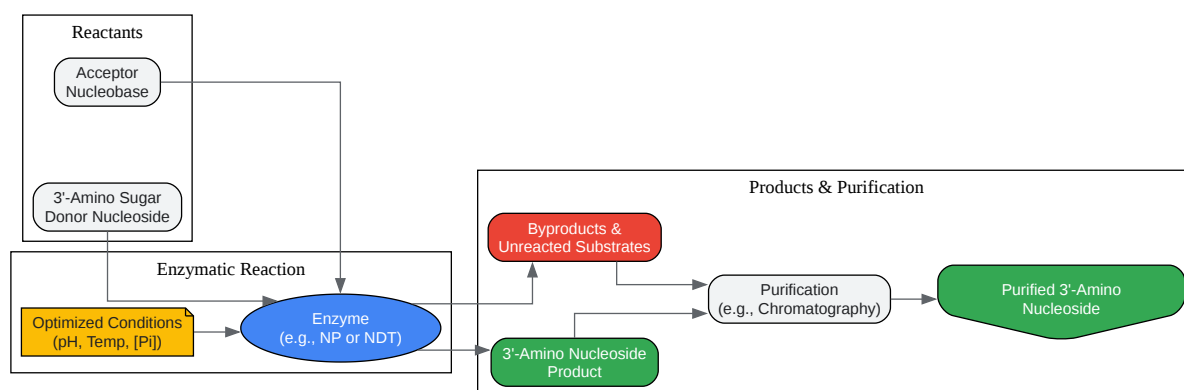 Reactants
Acceptor
Nucleobase
3'-Amino Sugar
Donor Nucleoside
Enzymatic Reaction
Optimized Conditions
(pH, Temp, [Pi])
Enzyme
(e.g., NP or NDT)
Products & Purification
Byproducts &
Unreacted Substrates
3'-Amino Nucleoside
Product
Purification
(e.g., Chromatography)
Purified 3'-Amino
Nucleoside